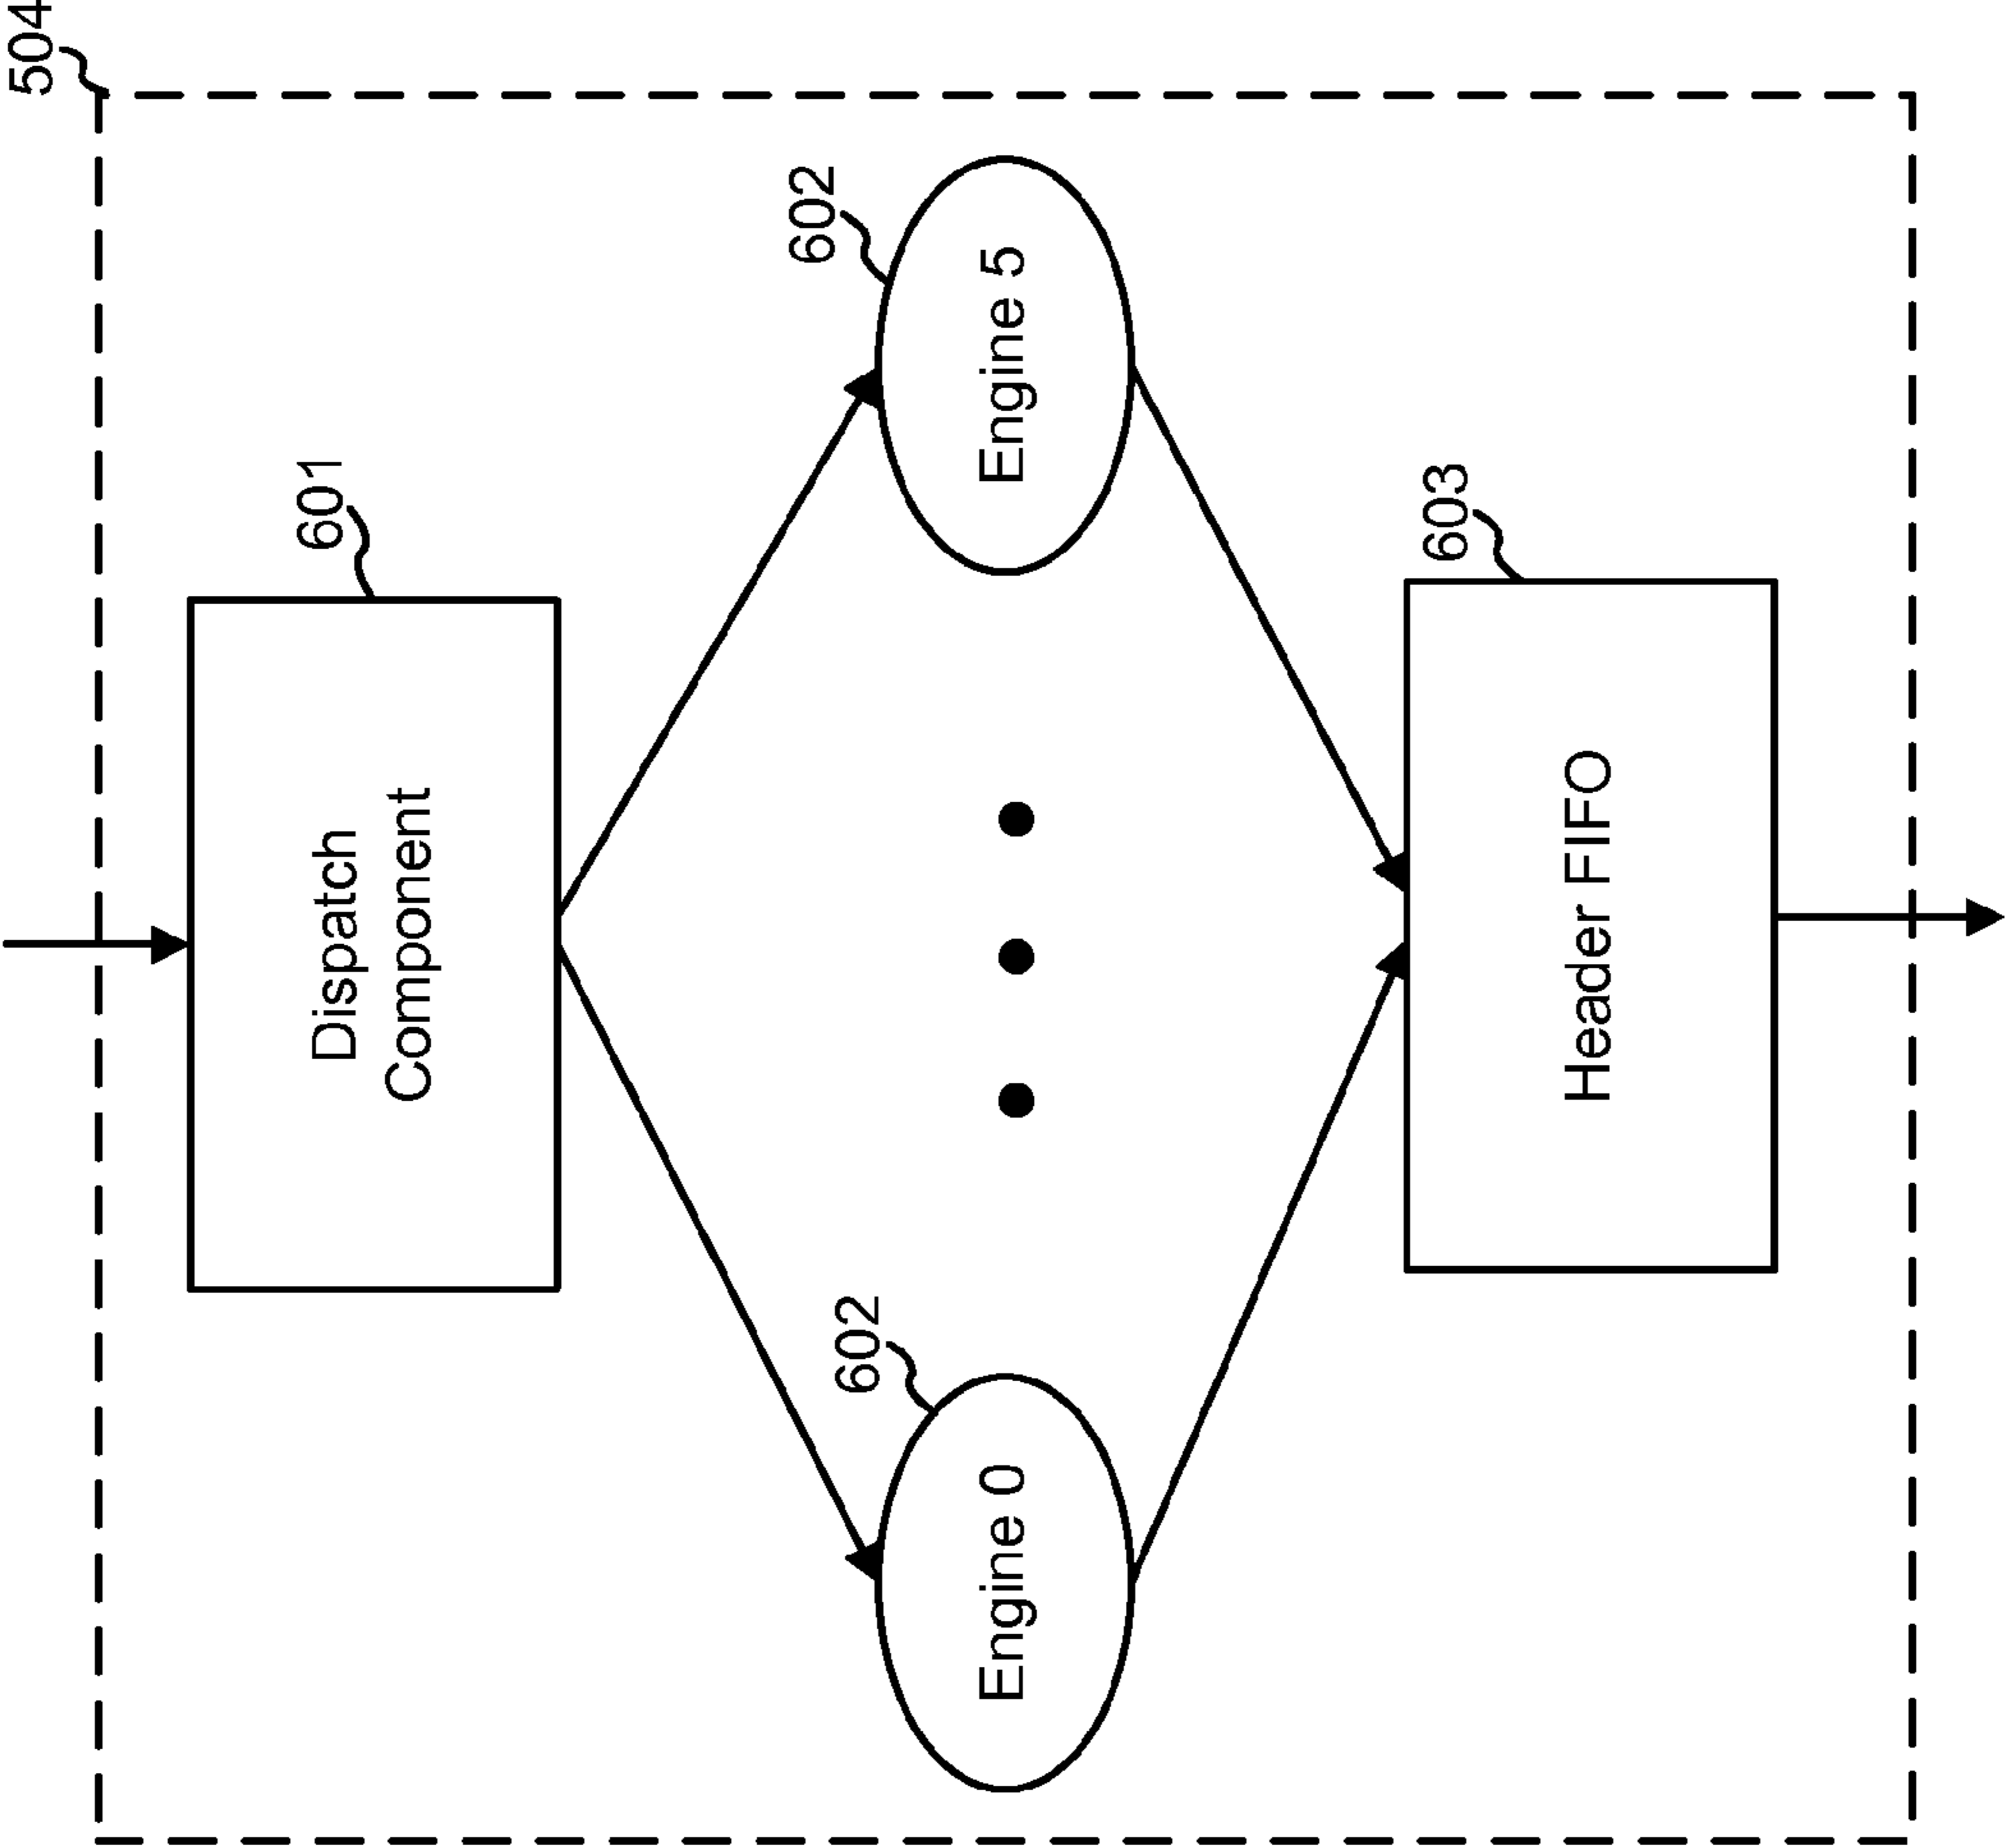 504
601
Dispatch
Component
602
Engine 0
602
Engine 5
603
Header FIFO